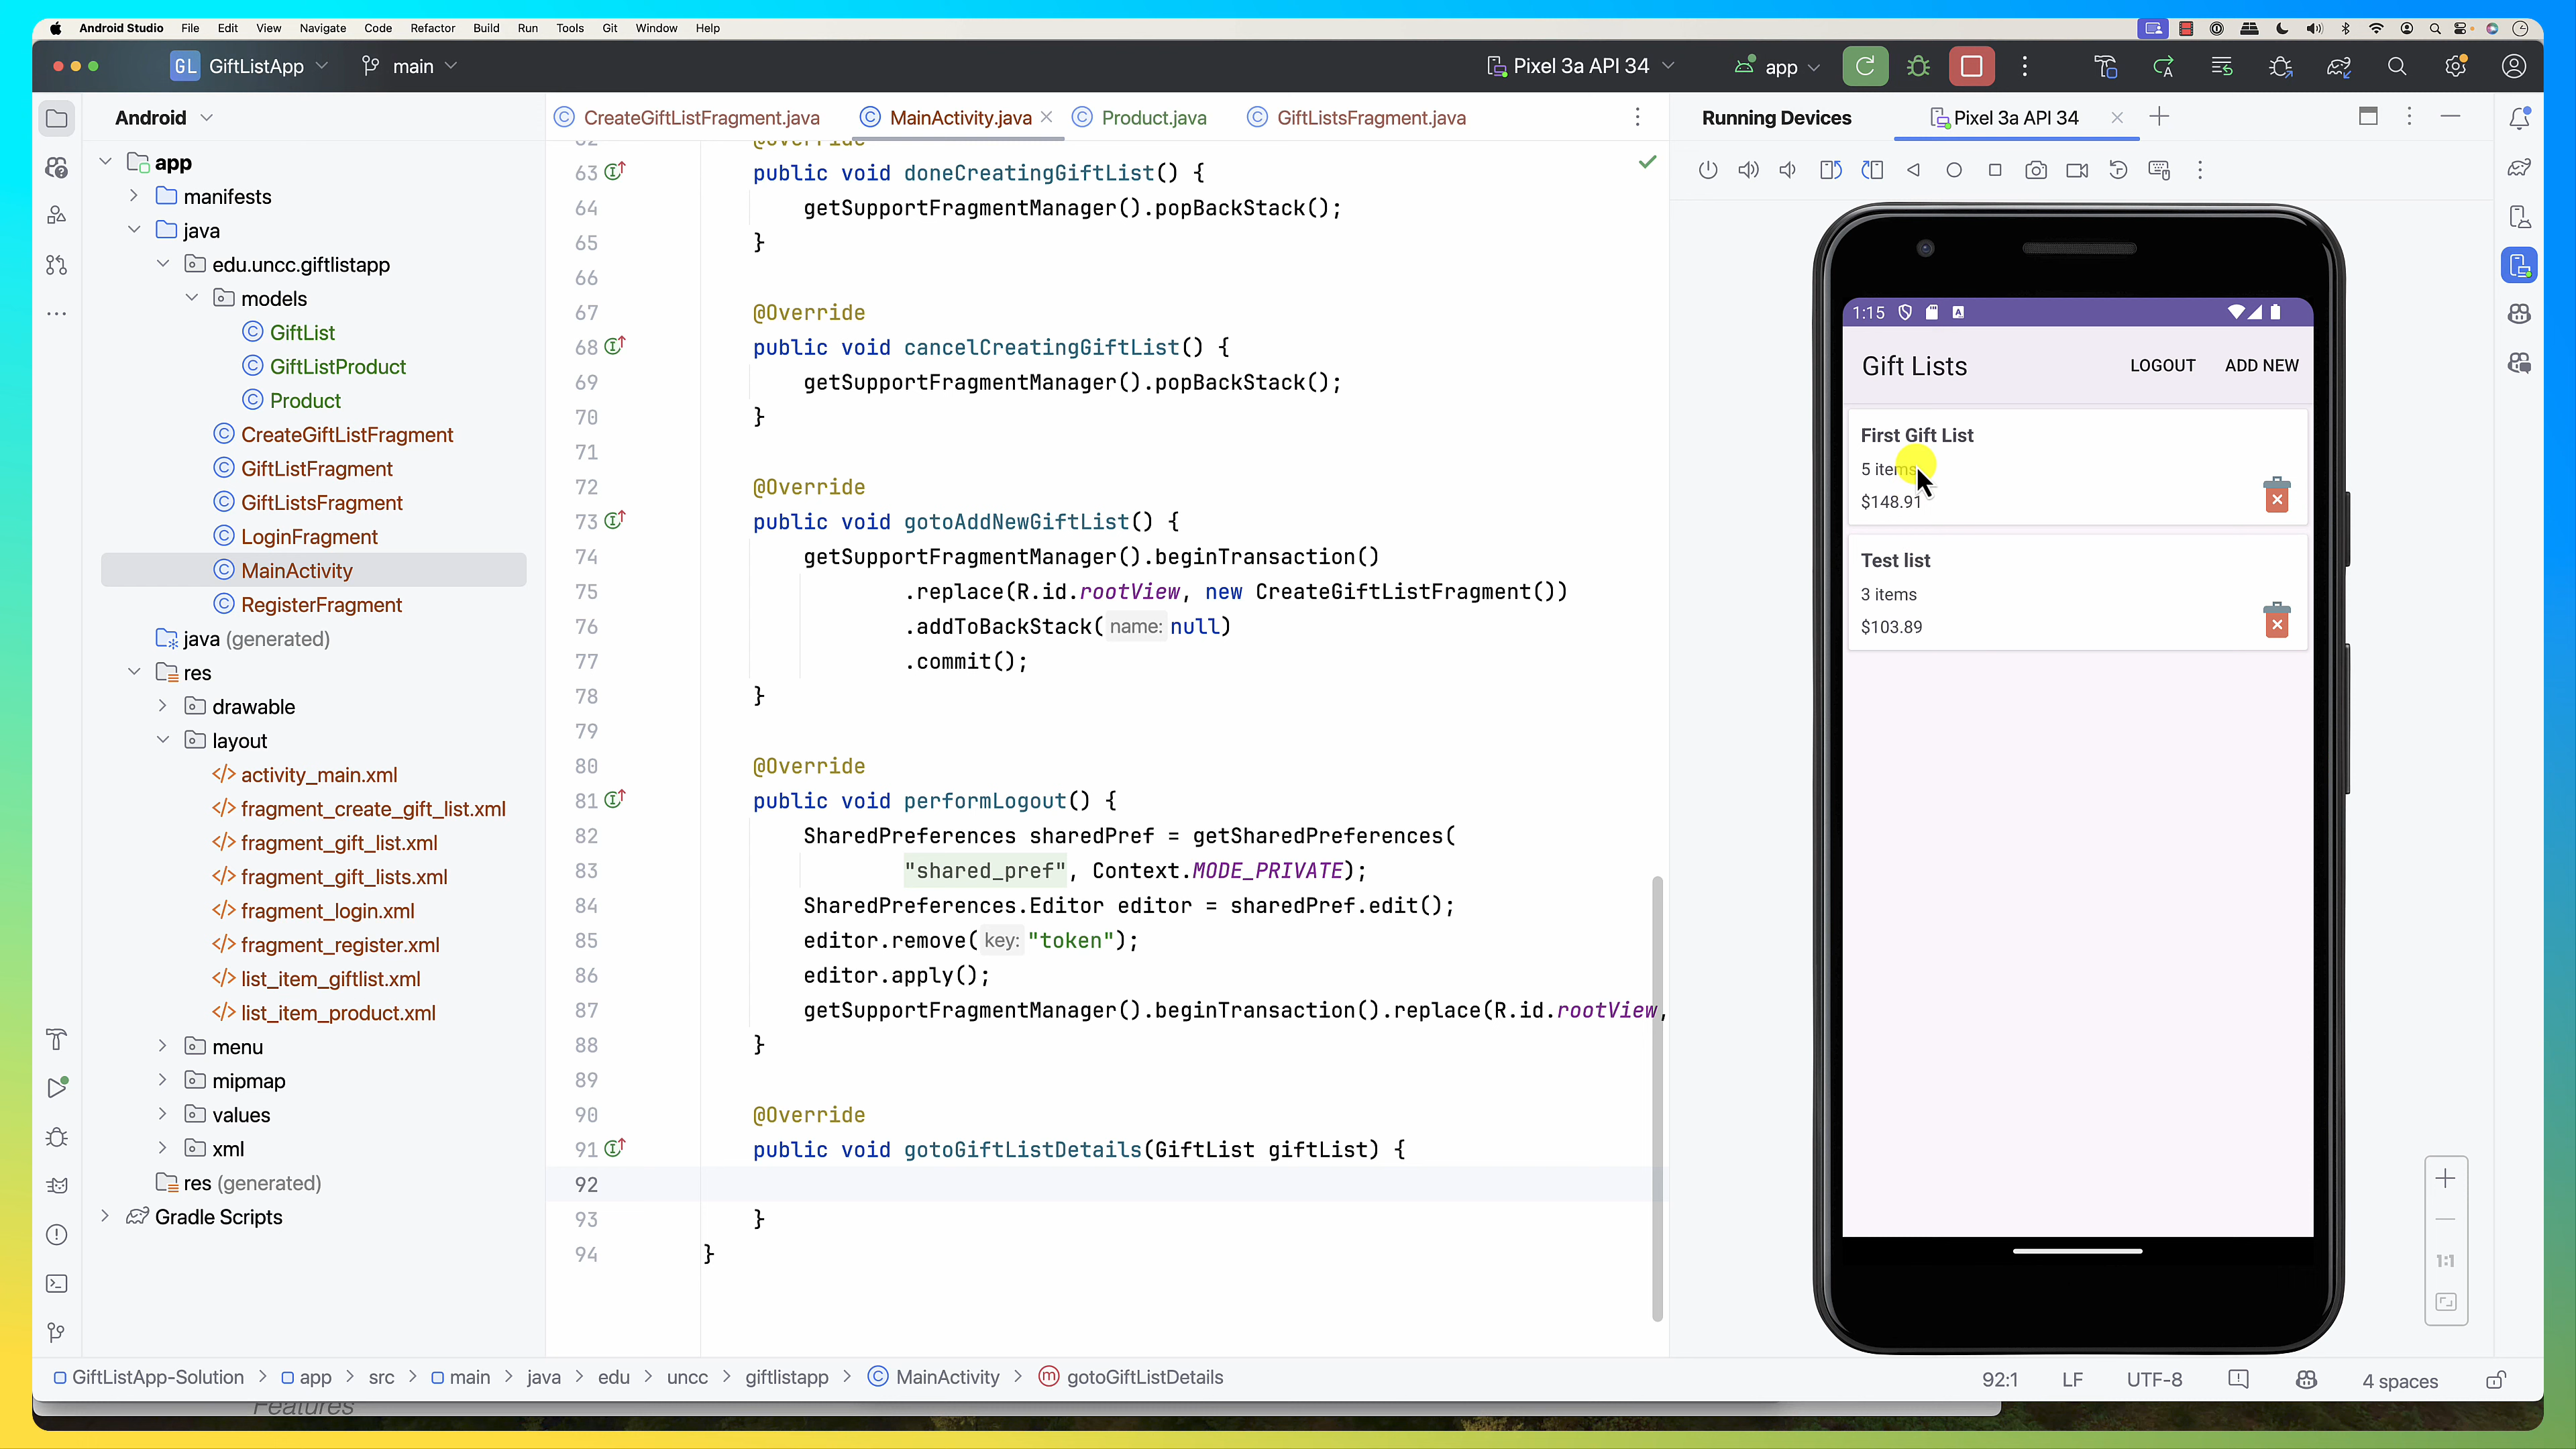 Android Studio File Edit View Navigate Code Refactor Build Run Tools Git Window Help
GL GiftListApp main Pixel 3a API 34 app
Android
app
manifests
java
edu.uncc.giftlistapp
models
GiftList
GiftListProduct
Product
CreateGiftListFragment
GiftListFragment
GiftListsFragment
LoginFragment
MainActivity
RegisterFragment
java (generated)
res
drawable
layout
activity_main.xml
fragment_create_gift_list.xml
fragment_gift_list.xml
fragment_gift_lists.xml
fragment_login.xml
fragment_register.xml
list_item_giftlist.xml
list_item_product.xml
menu
mipmap
values
xml
res (generated)
Gradle Scripts
CreateGiftListFragment.java MainActivity.java Product.java GiftListsFragment.java
62 @Override
63 public void doneCreatingGiftList() {
64 getSupportFragmentManager().popBackStack();
65 }
66
67 @Override
68 public void cancelCreatingGiftList() {
69 getSupportFragmentManager().popBackStack();
70 }
71
72 @Override
73 public void gotoAddNewGiftList() {
74 getSupportFragmentManager().beginTransaction()
75 .replace(R.id.rootView, new CreateGiftListFragment())
76 .addToBackStack( name: null)
77 .commit();
78 }
79
80 @Override
81 public void performLogout() {
82 SharedPreferences sharedPref = getSharedPreferences(
83 "shared_pref", Context.MODE_PRIVATE);
84 SharedPreferences.Editor editor = sharedPref.edit();
85 editor.remove( key: "token");
86 editor.apply();
87 getSupportFragmentManager().beginTransaction().replace(R.id.rootView,
88 }
89
90 @Override
91 public void gotoGiftListDetails(GiftList giftList) {
92
93 }
94 }
Running Devices Pixel 3a API 34
1:15
Gift Lists LOGOUT ADD NEW
First Gift List
5 items
$148.91
Test list
3 items
$103.89
1:1
GiftListApp-Solution > app > src > main > java > edu > uncc > giftlistapp > MainActivity > gotoGiftListDetails
92:1 LF UTF-8 4 spaces
Features